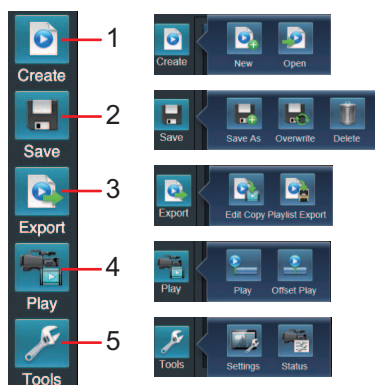 1
Create
Create
New
Open
2
Save
Save
Save As
Overwrite
Delete
3
Export
Export
Edit Copy
Playlist Export
4
Play
Play
Play
Offset Play
5
Tools
Tools
Settings
Status